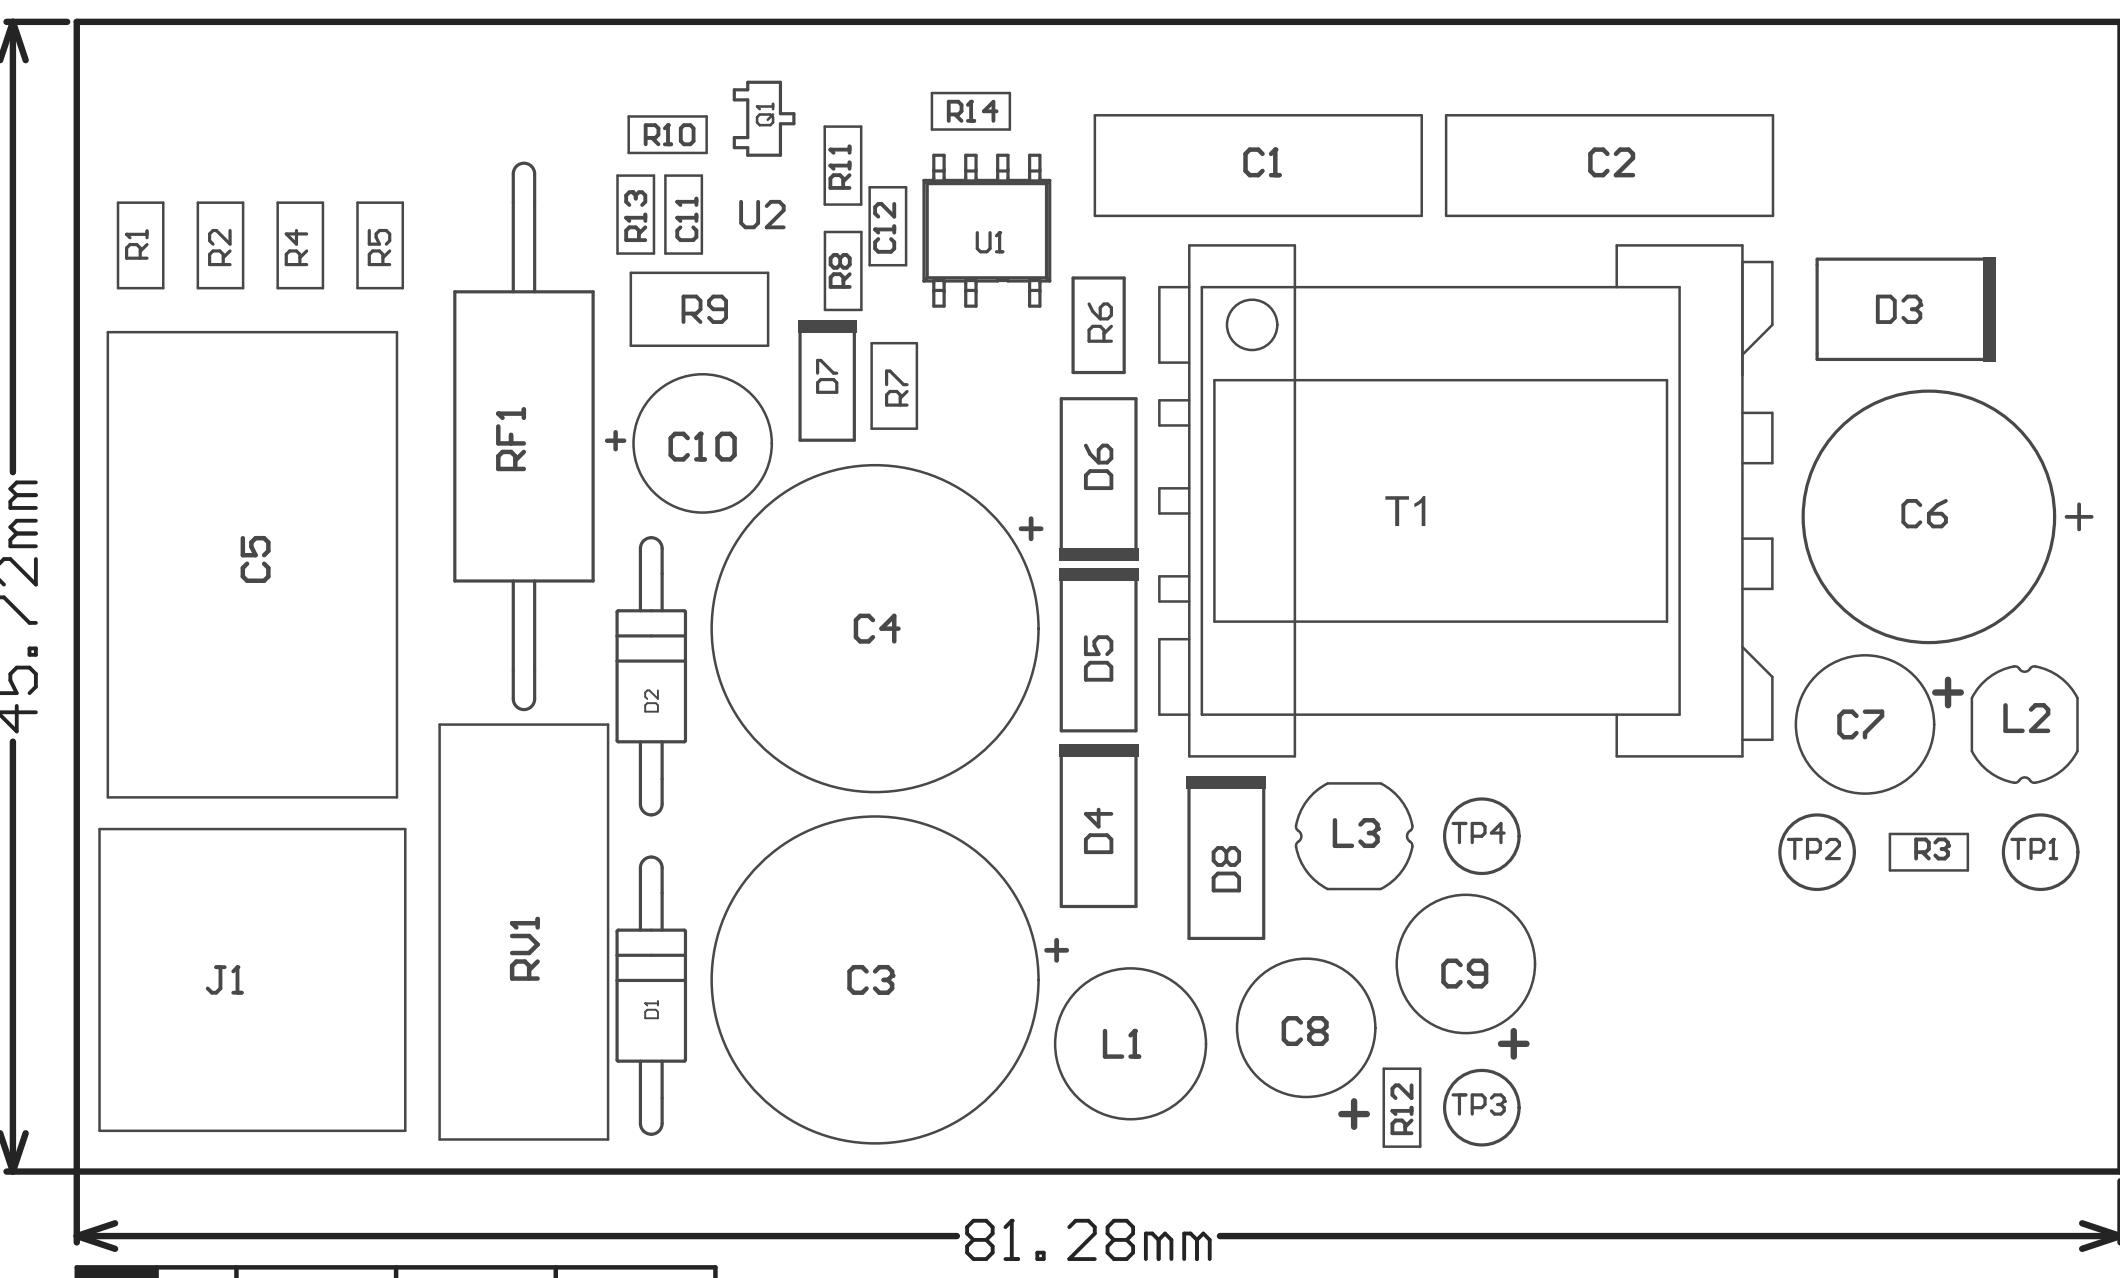 Q1
R14
R10
R11
C1
C2
R13
C11
U2
C12
R1
R2
R4
R5
U1
R8
R9
R6
D3
D7
R7
RF1
C10
D6
T1
C6
+
+
+
C5
C4
D5
45.72mm
D2
+
C7
L2
D4
L3
TP4
D8
TP2
R3
TP1
RV1
+
J1
C3
C9
D1
L1
C8
+
+
R12
TP3
81.28mm